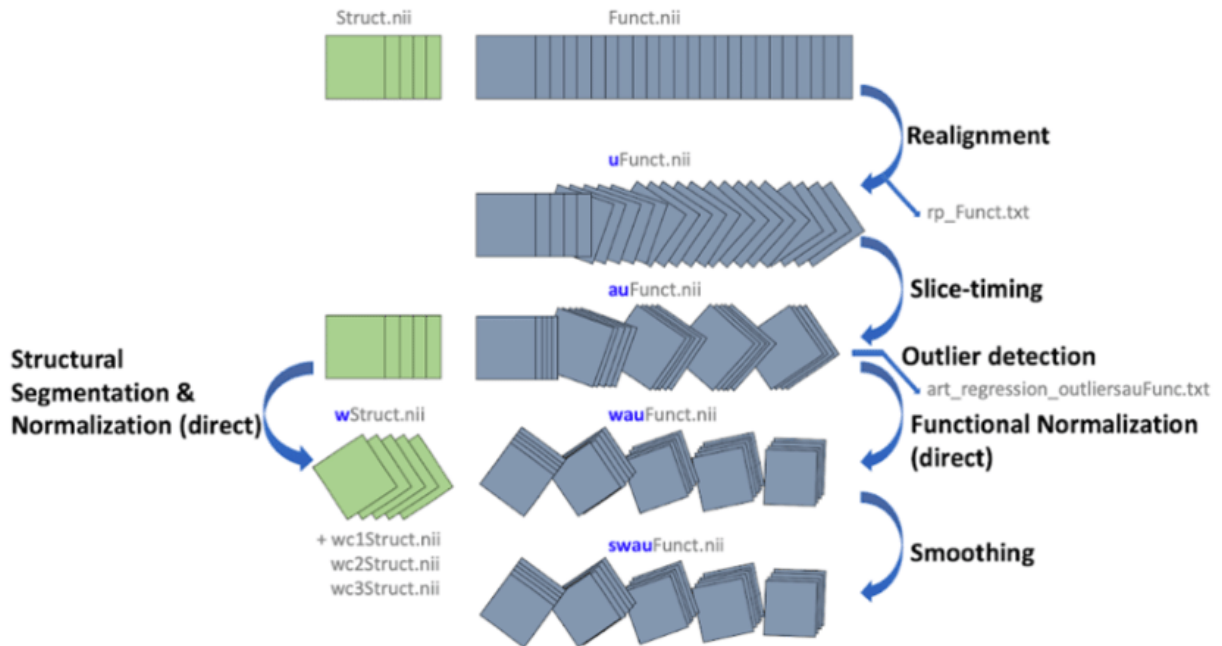 Struct.nii
Funct.nii
Realignment
uFunct.nii
rp_Funct.txt
auFunct.nii
Slice-timing
Outlier detection
art_regression_outliersauFunc.txt
Structural
Segmentation &
Normalization (direct)
wStruct.nii
wauFunct.nii
Functional Normalization
(direct)
+ wc1Struct.nii
wc2Struct.nii
wc3Struct.nii
swauFunct.nii
Smoothing